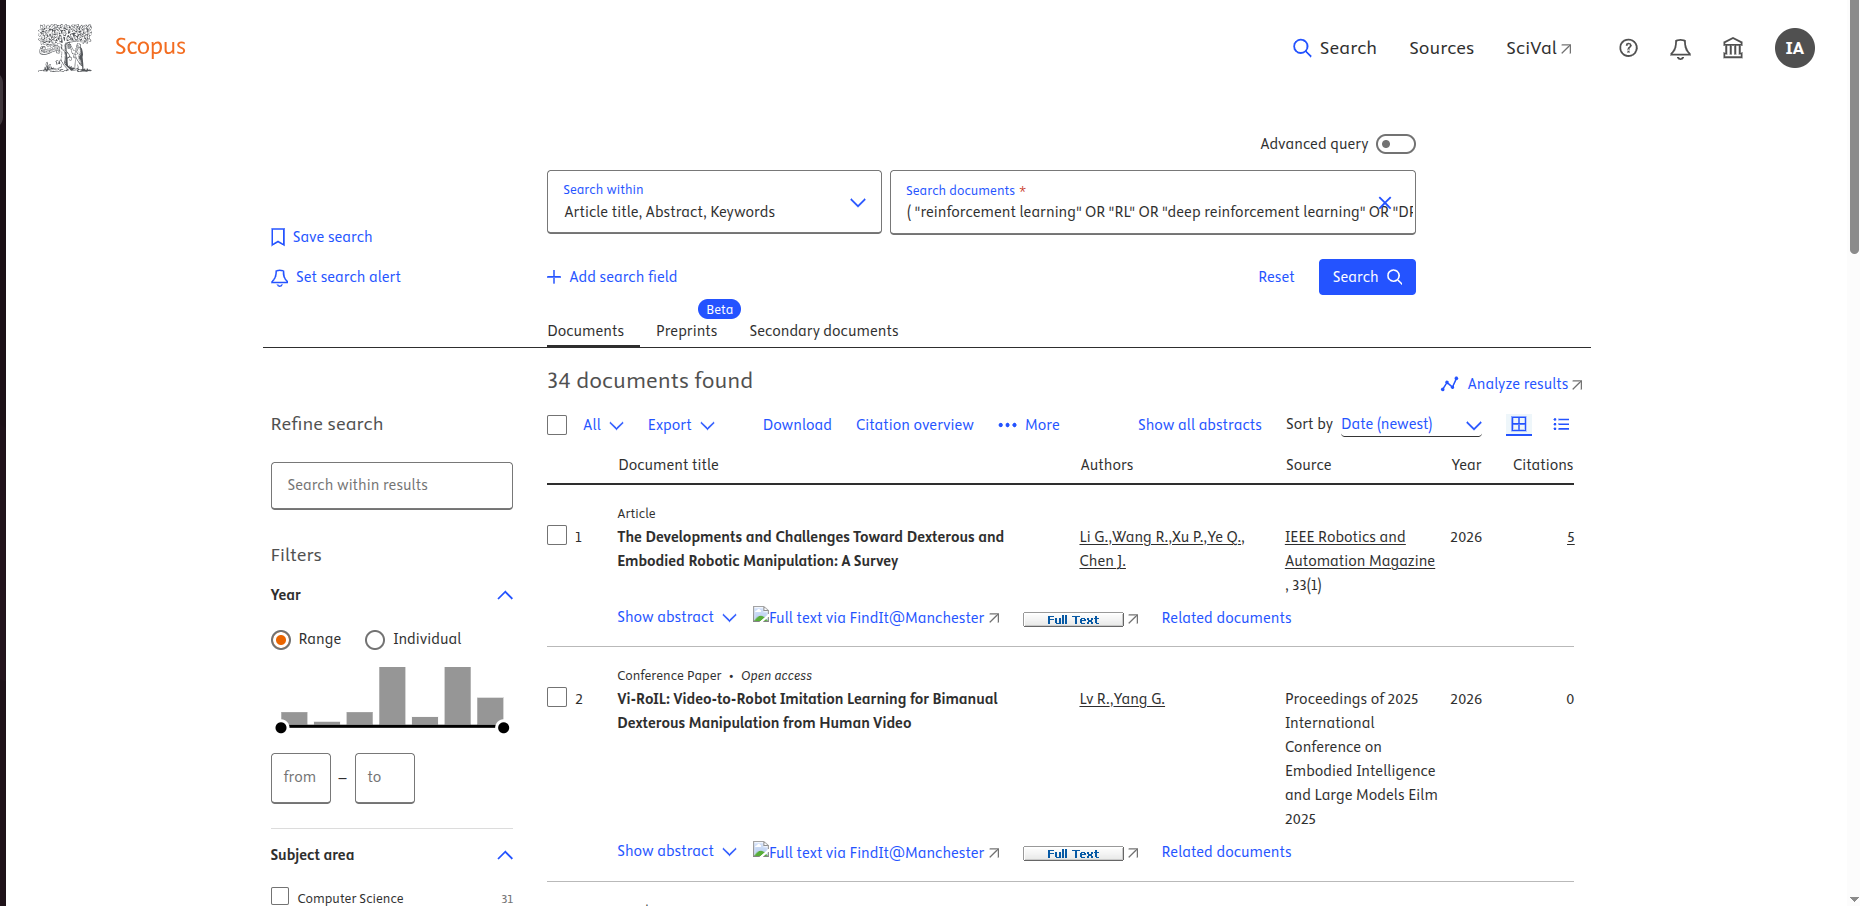 Scopus
Search
Sources
SciVal
IA
Advanced query
Search within
Article title, Abstract, Keywords
Search documents *
( "reinforcement learning" OR "RL" OR "deep reinforcement learning" OR "DR
Save search
Set search alert
Add search field
Reset
Search
Beta
Documents
Preprints
Secondary documents
34 documents found
Analyze results
Refine search
All
Export
Download
Citation overview
More
Show all abstracts
Sort by
Date (newest)
Document title
Authors
Source
Year
Citations
Search within results
Filters
Year
Range
Individual
from
–
to
Subject area
Computer Science
31
Article
1
The Developments and Challenges Toward Dexterous and
Embodied Robotic Manipulation: A Survey
Li G.,Wang R.,Xu P.,Ye Q.,
Chen J.
IEEE Robotics and
Automation Magazine
, 33(1)
2026
5
Show abstract
Full text via FindIt@Manchester
Full Text
Related documents
Conference Paper • Open access
2
Vi-RoIL: Video-to-Robot Imitation Learning for Bimanual
Dexterous Manipulation from Human Video
Lv R.,Yang G.
Proceedings of 2025
International
Conference on
Embodied Intelligence
and Large Models Eilm
2025
2026
0
Show abstract
Full text via FindIt@Manchester
Full Text
Related documents